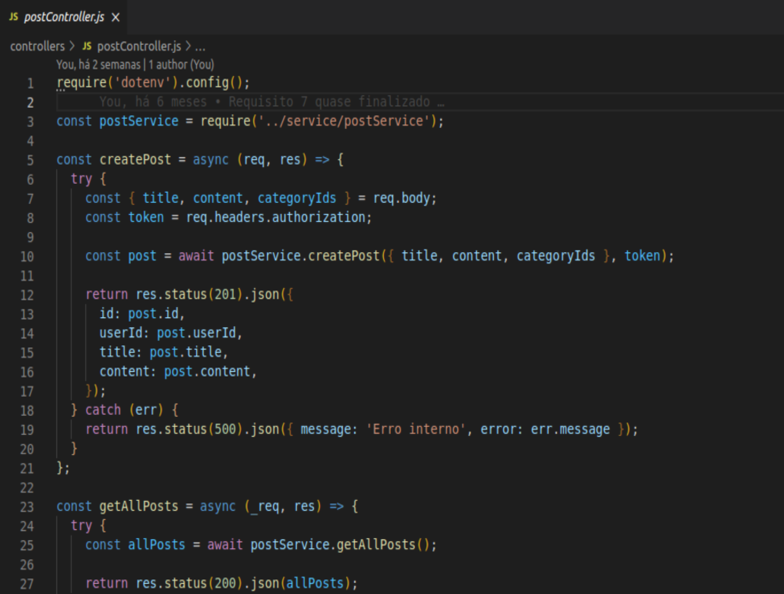 JS postController.js ×
controllers > JS postController.js > ...
You, há 2 semanas | 1 author (You)
1 require('dotenv').config();
2 You, há 6 meses • Requisito 7 quase finalizado …
3 const postService = require('../service/postService');
4
5 const createPost = async (req, res) => {
6 try {
7 const { title, content, categoryIds } = req.body;
8 const token = req.headers.authorization;
9
10 const post = await postService.createPost({ title, content, categoryIds }, token);
11
12 return res.status(201).json({
13 id: post.id,
14 userId: post.userId,
15 title: post.title,
16 content: post.content,
17 });
18 } catch (err) {
19 return res.status(500).json({ message: 'Erro interno', error: err.message });
20 }
21 };
22
23 const getAllPosts = async (_req, res) => {
24 try {
25 const allPosts = await postService.getAllPosts();
26
27 return res.status(200).json(allPosts);